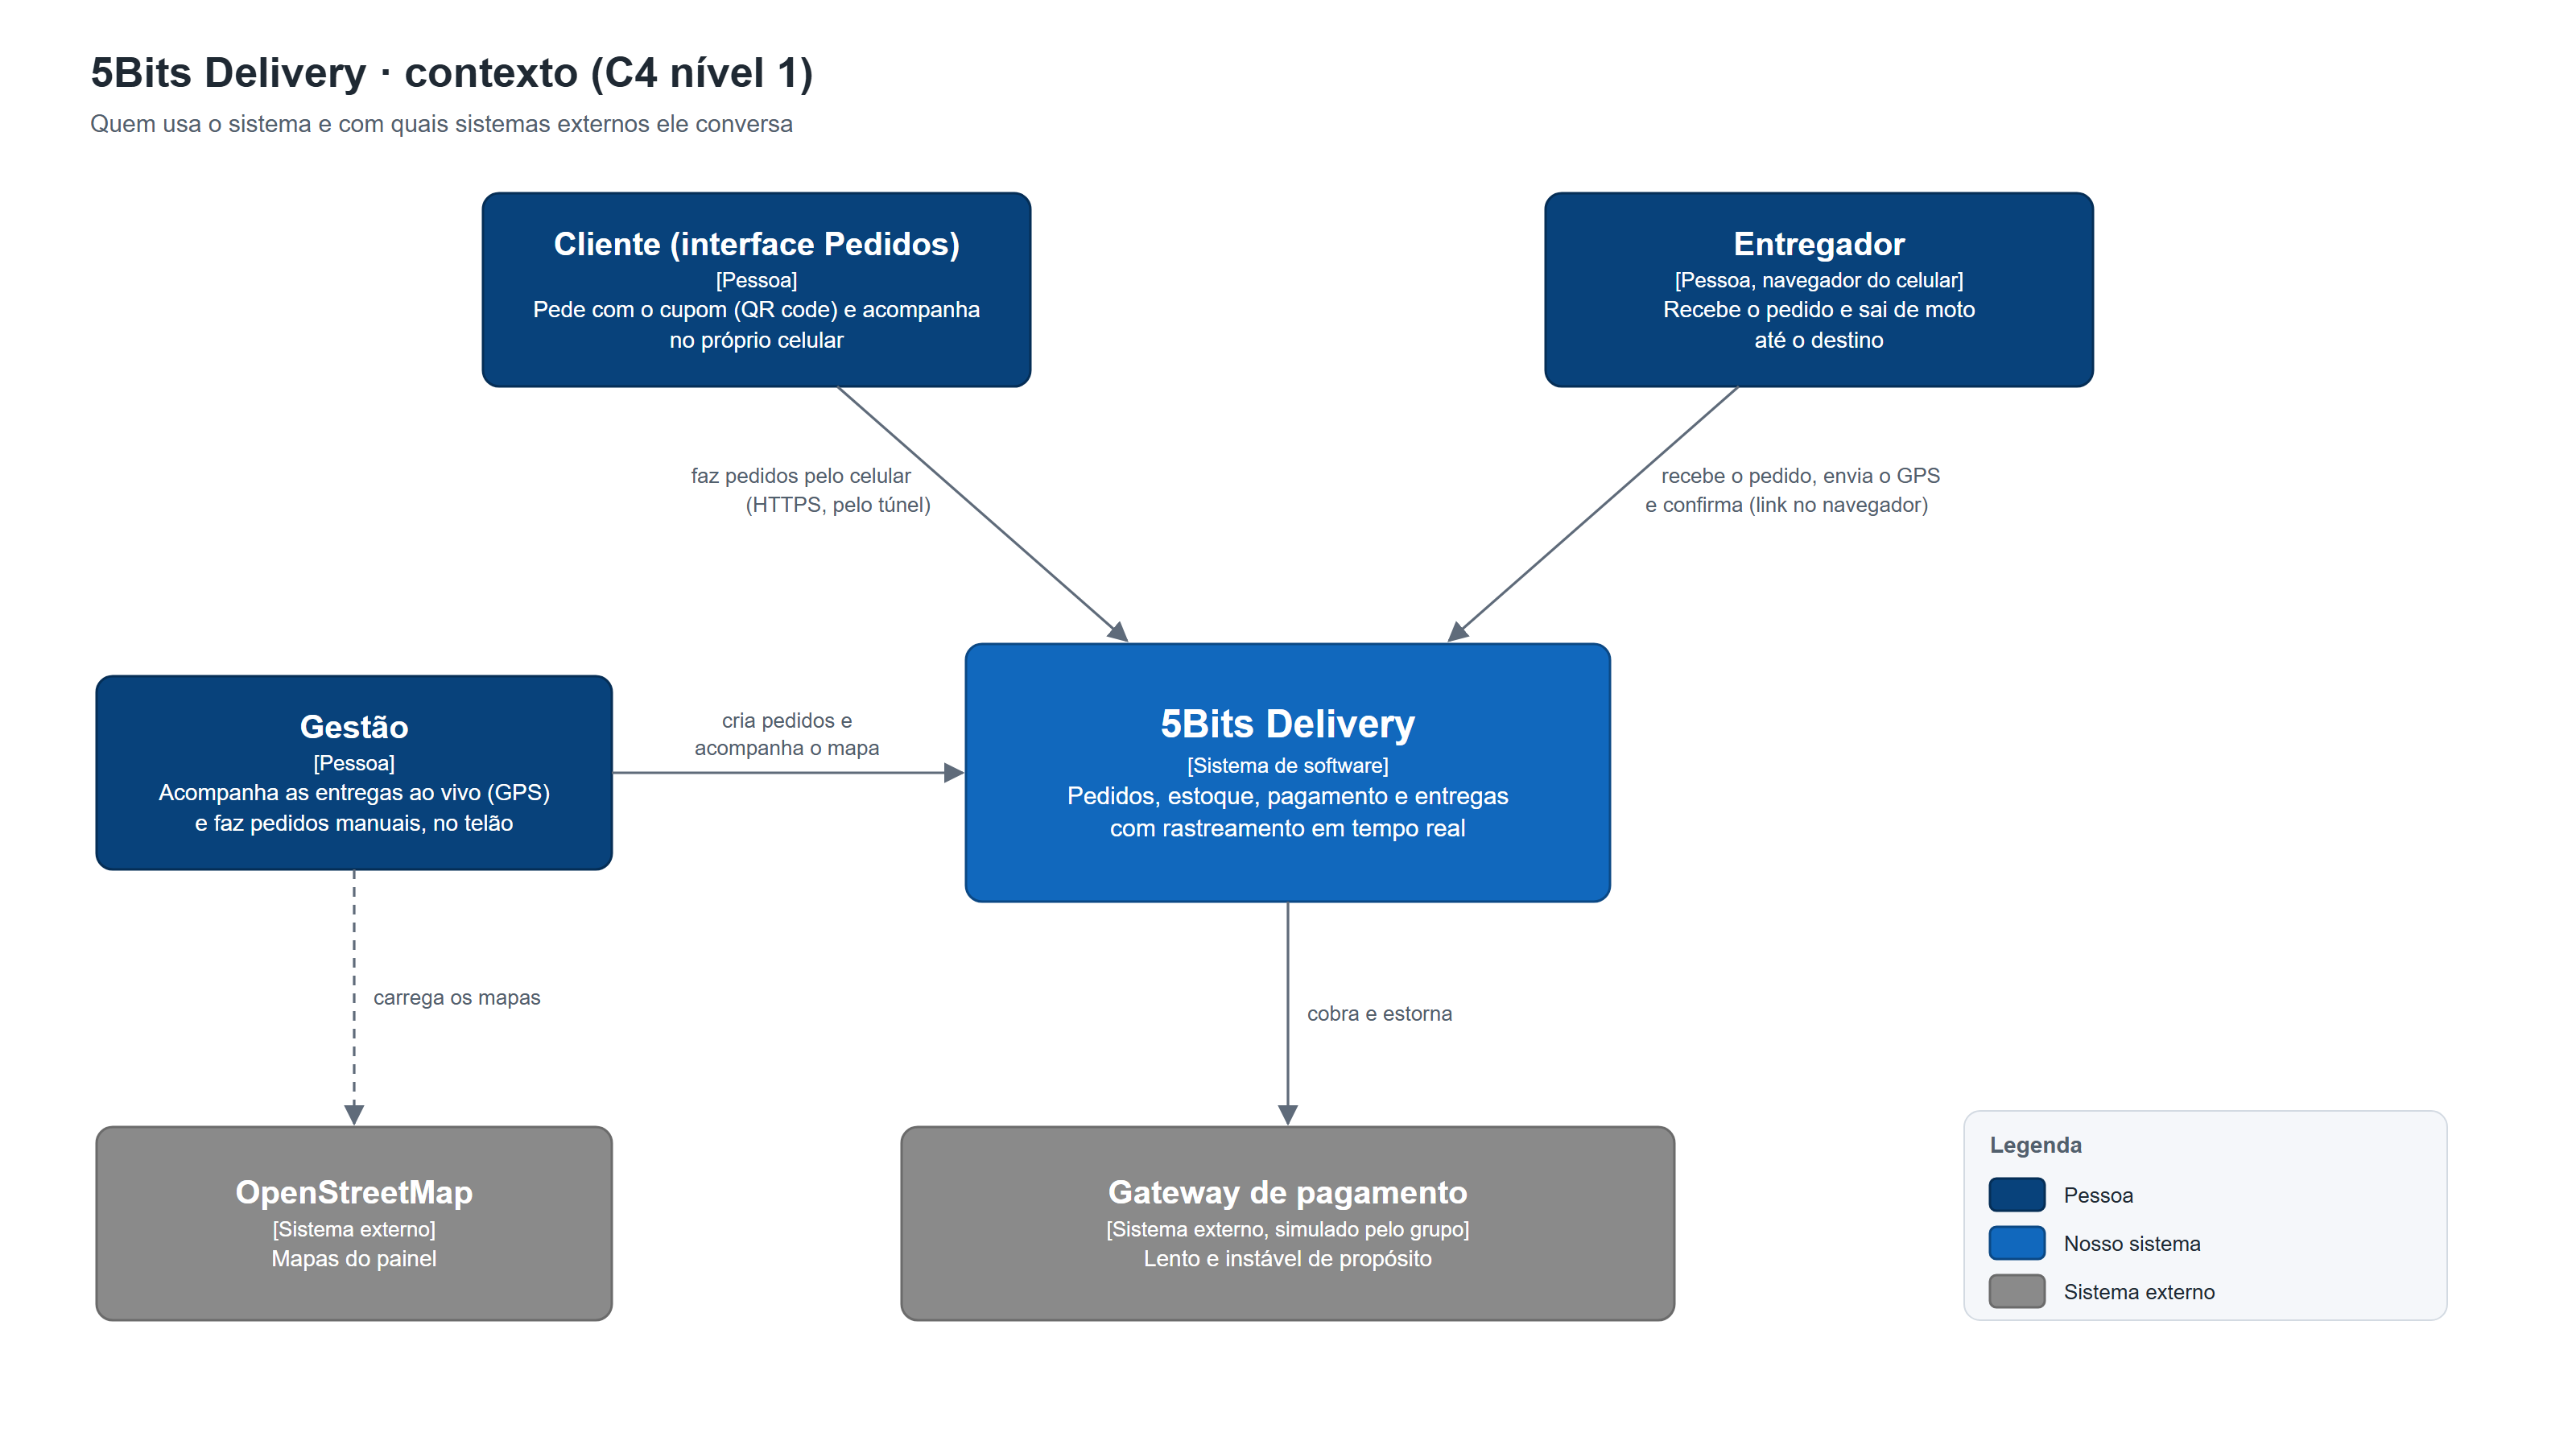 5Bits Delivery · contexto (C4 nível 1)
Quem usa o sistema e com quais sistemas externos ele conversa
Cliente (interface Pedidos)
[Pessoa]
Pede com o cupom (QR code) e acompanha
no próprio celular
Entregador
[Pessoa, navegador do celular]
Recebe o pedido e sai de moto
até o destino
faz pedidos pelo celular
(HTTPS, pelo túnel)
recebe o pedido, envia o GPS
e confirma (link no navegador)
Gestão
[Pessoa]
Acompanha as entregas ao vivo (GPS)
e faz pedidos manuais, no telão
cria pedidos e
acompanha o mapa
5Bits Delivery
[Sistema de software]
Pedidos, estoque, pagamento e entregas
com rastreamento em tempo real
carrega os mapas
cobra e estorna
OpenStreetMap
[Sistema externo]
Mapas do painel
Gateway de pagamento
[Sistema externo, simulado pelo grupo]
Lento e instável de propósito
Legenda
Pessoa
Nosso sistema
Sistema externo